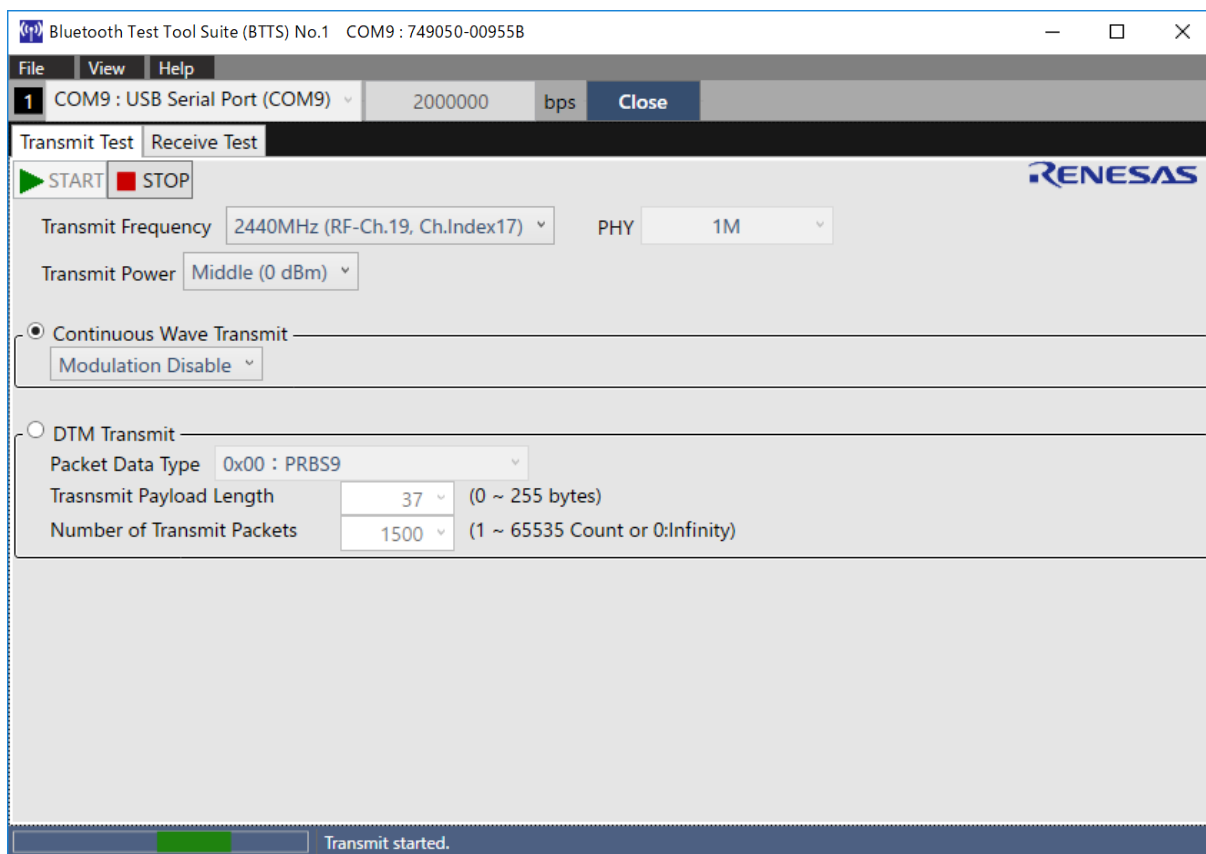 Bluetooth Test Tool Suite (BTTS) No.1 COM9 : 749050-00955B
File View Help
1 COM9 : USB Serial Port (COM9) 2000000 bps Close
Transmit Test Receive Test
START STOP RENESAS
Transmit Frequency 2440MHz (RF-Ch.19, Ch.Index17) PHY 1M
Transmit Power Middle (0 dBm)
Continuous Wave Transmit
Modulation Disable
DTM Transmit
Packet Data Type 0x00 : PRBS9
Trasnsmit Payload Length 37 (0 ~ 255 bytes)
Number of Transmit Packets 1500 (1 ~ 65535 Count or 0:Infinity)
Transmit started.